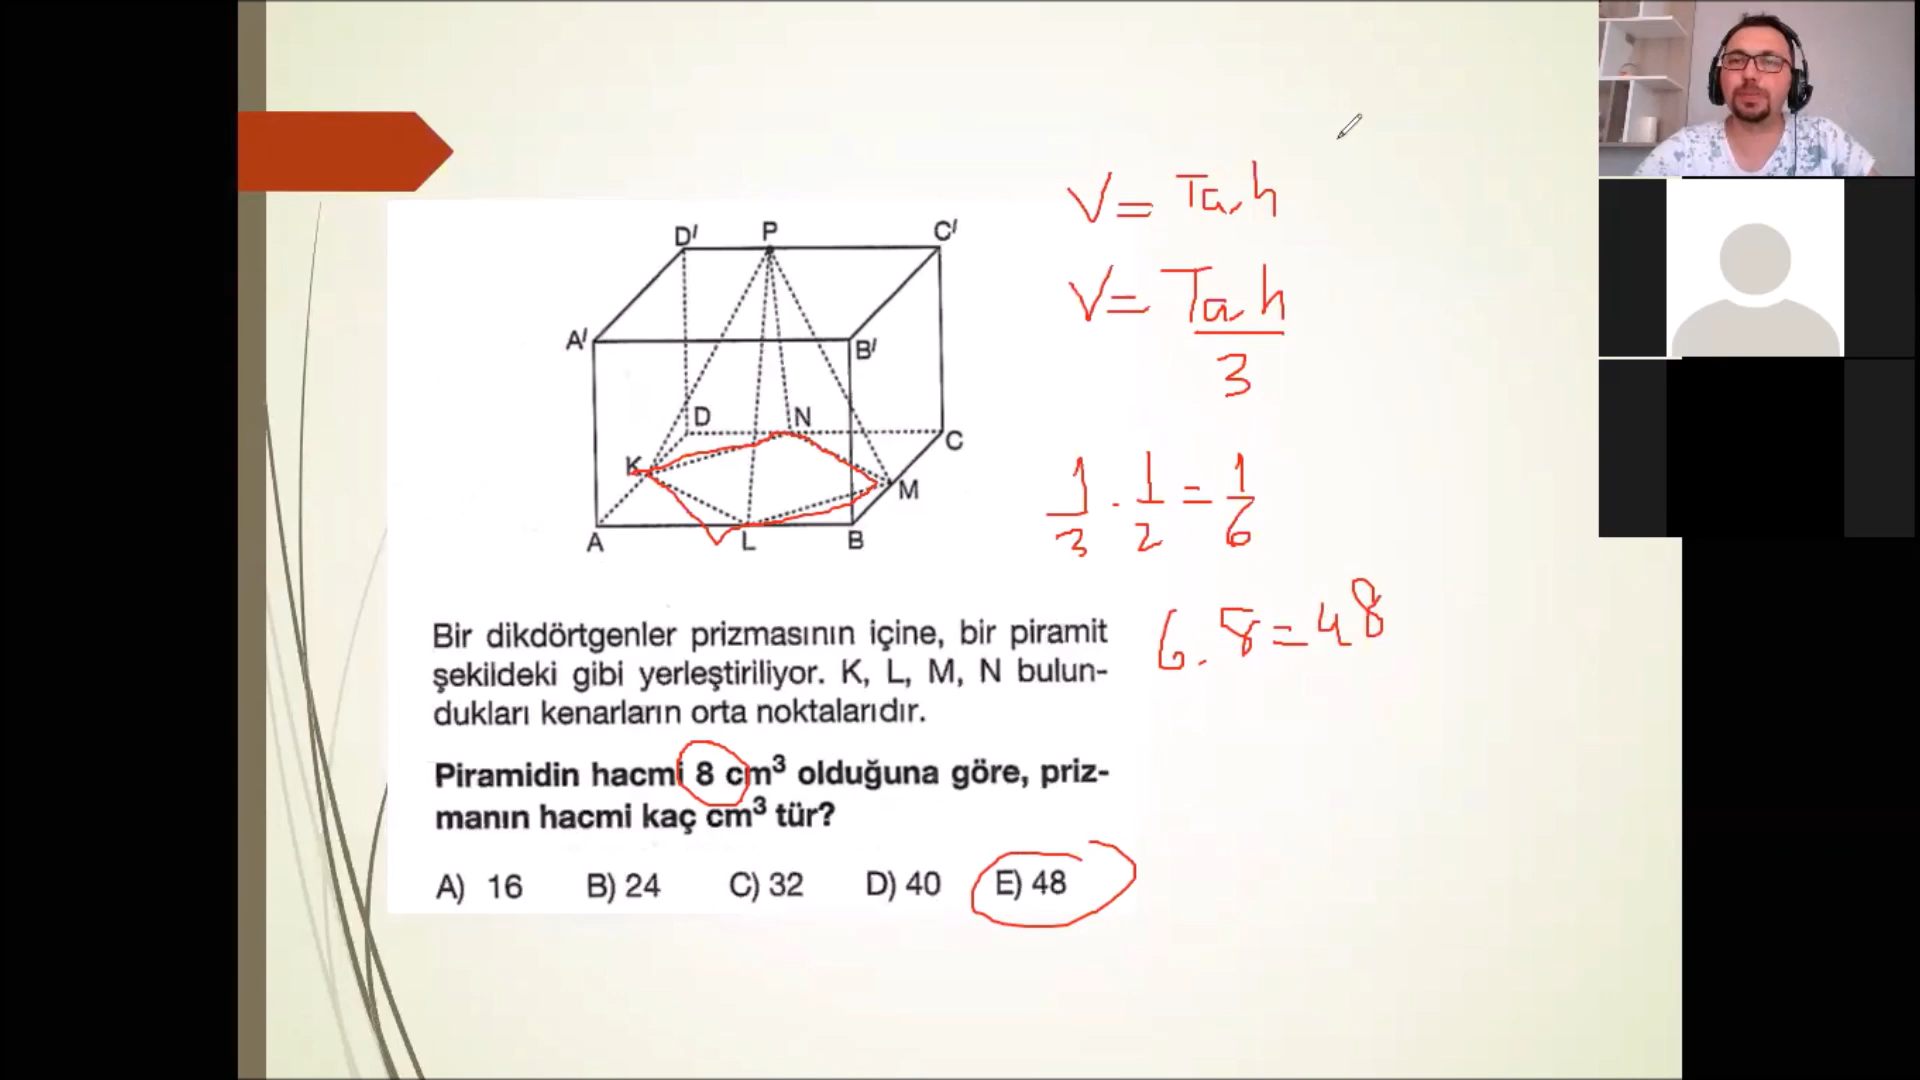 D' P C'
A' B'
D N
K C
M
A L B
V = Ta.h
V = Ta.h
3
1/3 . 1/2 = 1/6
6.8=48
Bir dikdörtgenler prizmasının içine, bir piramit
şekildeki gibi yerleştiriliyor. K, L, M, N bulun-
dukları kenarların orta noktalarıdır.
Piramidin hacmi 8 cm³ olduğuna göre, priz-
manın hacmi kaç cm³ tür?
A) 16 B) 24 C) 32 D) 40 E) 48